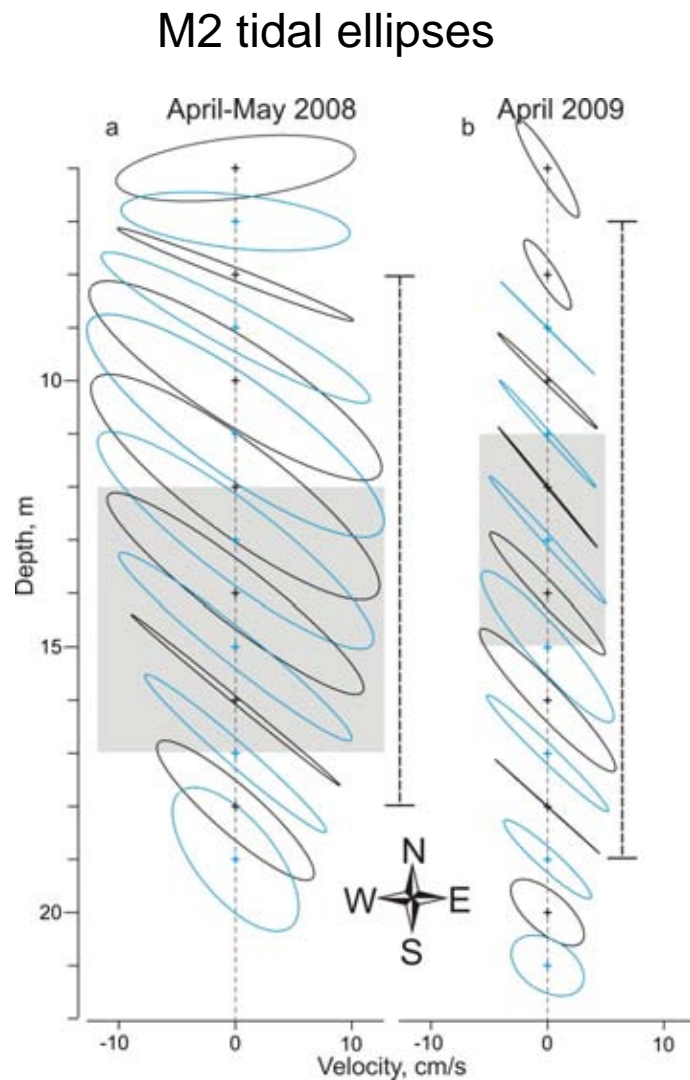 M2 tidal ellipses
April-May 2008
April 2009
a
b
Depth, m
10
15
20
N
W E
S
-10 0 10
-10 0 10
Velocity, cm/s